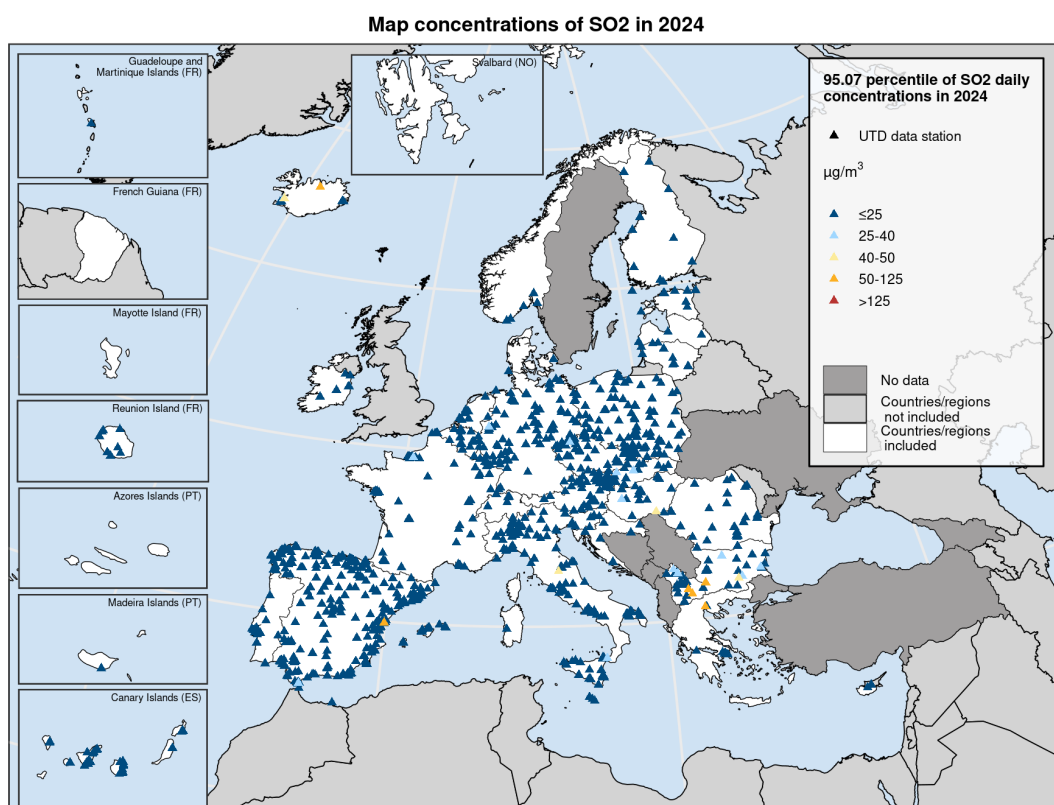 Map concentrations of SO2 in 2024
Guadeloupe and
Martinique Islands (FR)
French Guiana (FR)
Mayotte Island (FR)
Reunion Island (FR)
Azores Islands (PT)
Madeira Islands (PT)
Canary Islands (ES)
Svalbard (NO)
95.07 percentile of SO2 daily
concentrations in 2024
UTD data station
µg/m³
≤25
25-40
40-50
50-125
>125
No data
Countries/regions
not included
Countries/regions
included